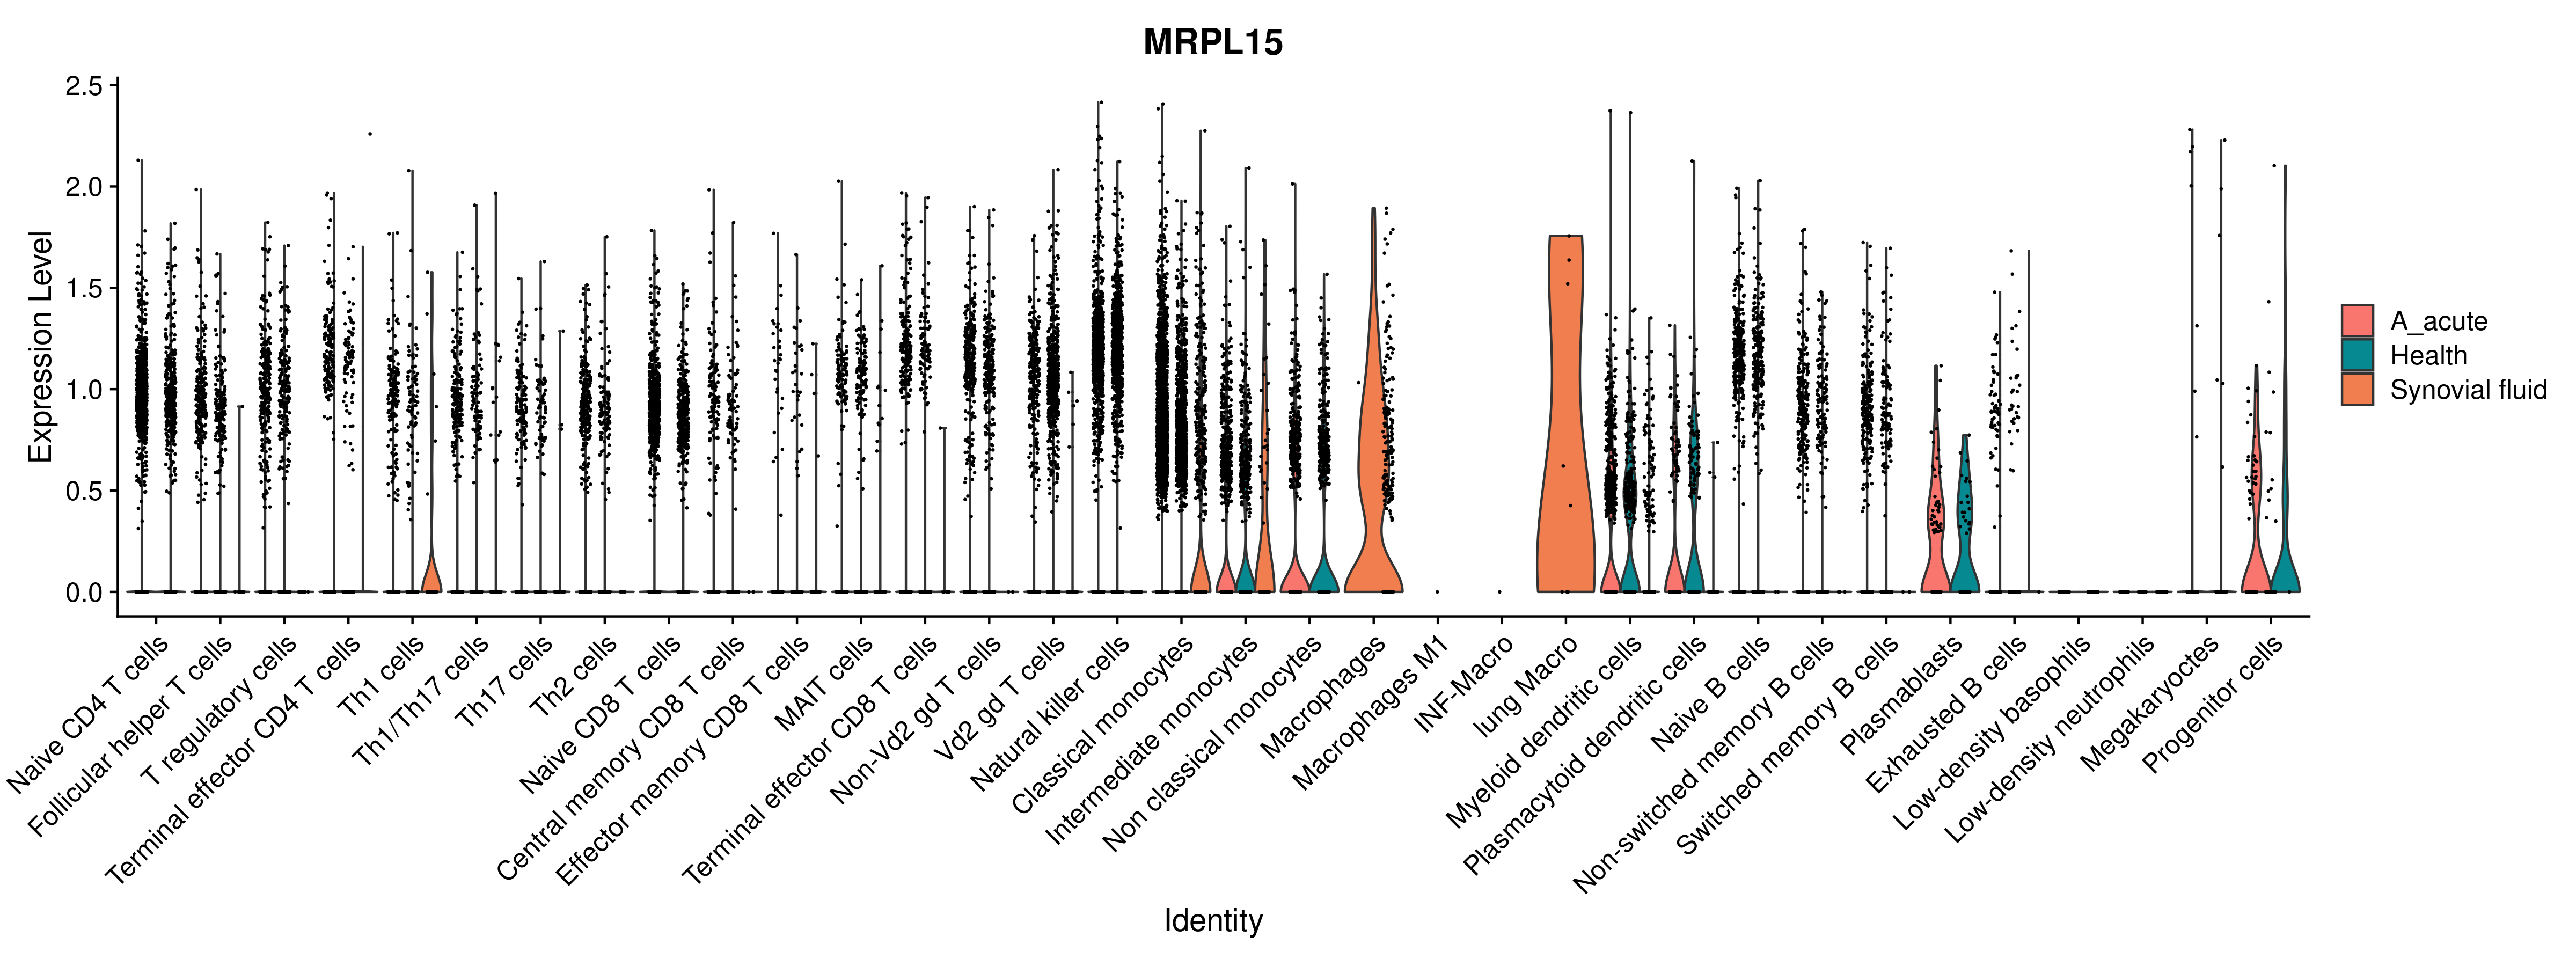 MRPL15
2.5
2.0
1.5
1.0
0.5
0.0
Expression Level
Naive CD4 T cells
Follicular helper T cells
T regulatory cells
Terminal effector CD4 T cells
Th1 cells
Th1/Th17 cells
Th17 cells
Th2 cells
Naive CD8 T cells
Central memory CD8 T cells
Effector memory CD8 T cells
MAIT cells
Terminal effector CD8 T cells
Non-Vd2 gd T cells
Vd2 gd T cells
Natural killer cells
Classical monocytes
Intermediate monocytes
Non classical monocytes
Macrophages
Macrophages M1
INF-Macro
lung Macro
Myeloid dendritic cells
Plasmacytoid dendritic cells
Naive B cells
Non-switched memory B cells
Switched memory B cells
Plasmablasts
Exhausted B cells
Low-density basophils
Low-density neutrophils
Megakaryoctes
Progenitor cells
Identity
A_acute
Health
Synovial fluid